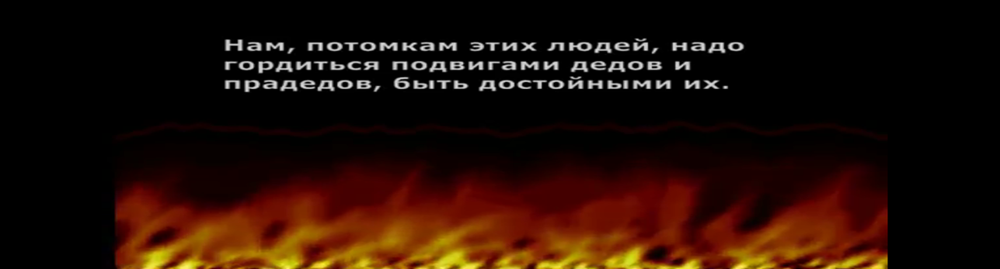 Нам, потомкам этих людей, надо
гордиться подвигами дедов и
прадедов, быть достойными их.